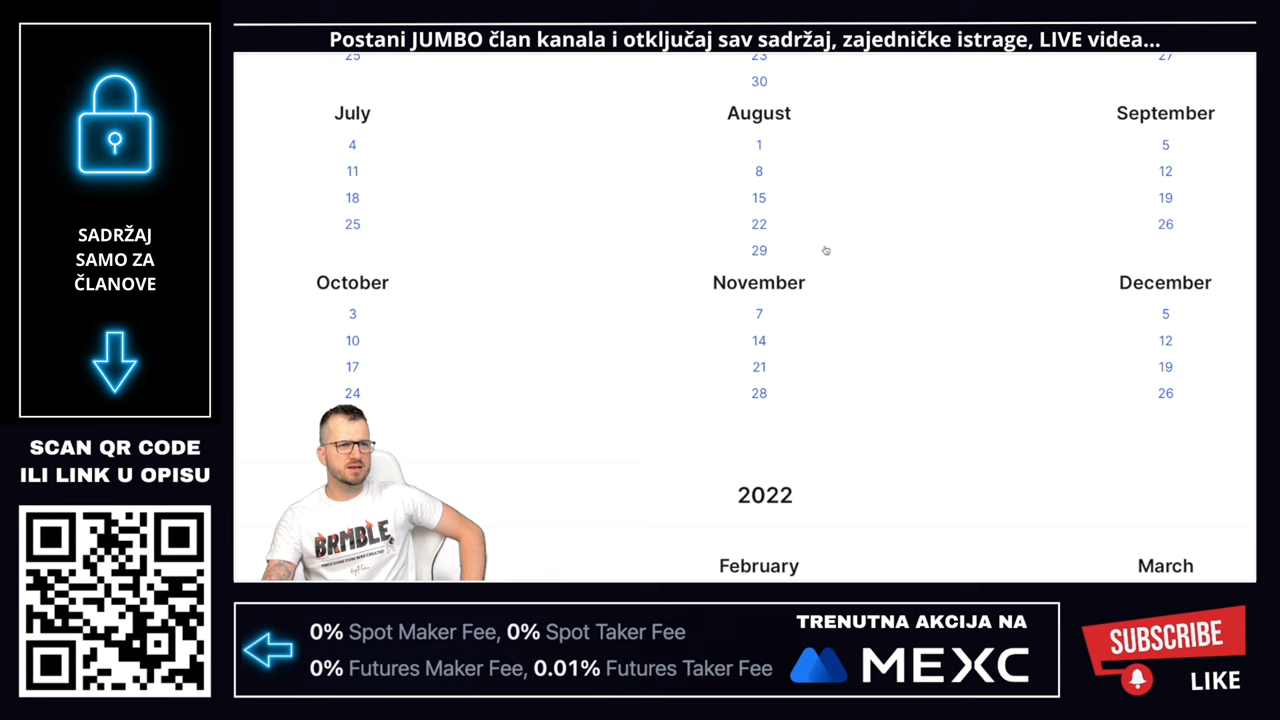 Postani JUMBO član kanala i otključaj sav sadržaj, zajedničke istrage, LIVE videa...
SADRŽAJ
SAMO ZA
ČLANOVE
SCAN QR CODE
ILI LINK U OPISU
25 23 27
30
July August September
4 1 5
11 8 12
18 15 19
25 22 26
29
October November December
3 7 5
10 14 12
17 21 19
24 28 26
2022
February March
BRMBLE
0% Spot Maker Fee, 0% Spot Taker Fee
0% Futures Maker Fee, 0.01% Futures Taker Fee
TRENUTNA AKCIJA NA
MEXC
SUBSCRIBE
LIKE